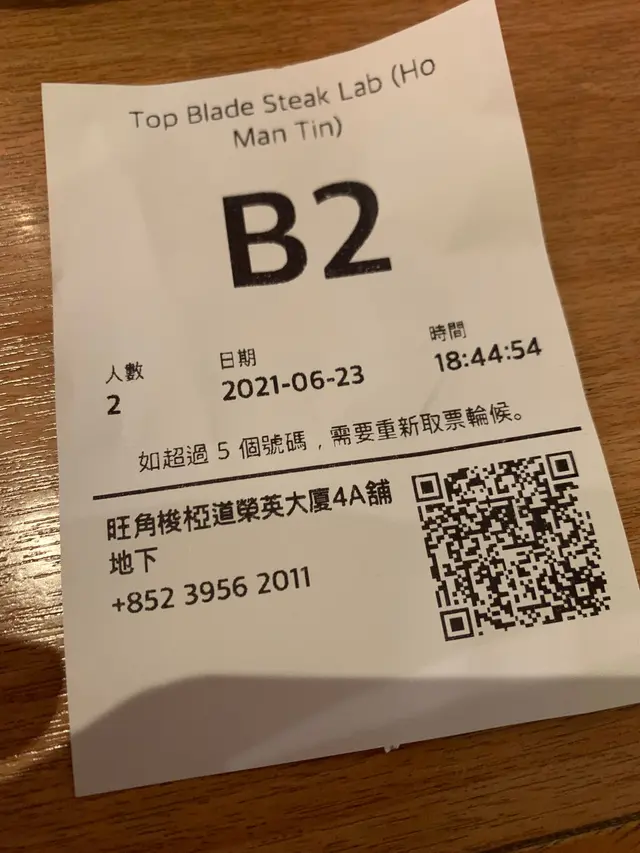 Top Blade Steak Lab (Ho
Man Tin)
B2
人數
日期
時間
2
2021-06-23
18:44:54
如超過 5 個號碼，需要重新取票輪候。
旺角梭椏道榮英大廈4A舖
地下
+852 3956 2011